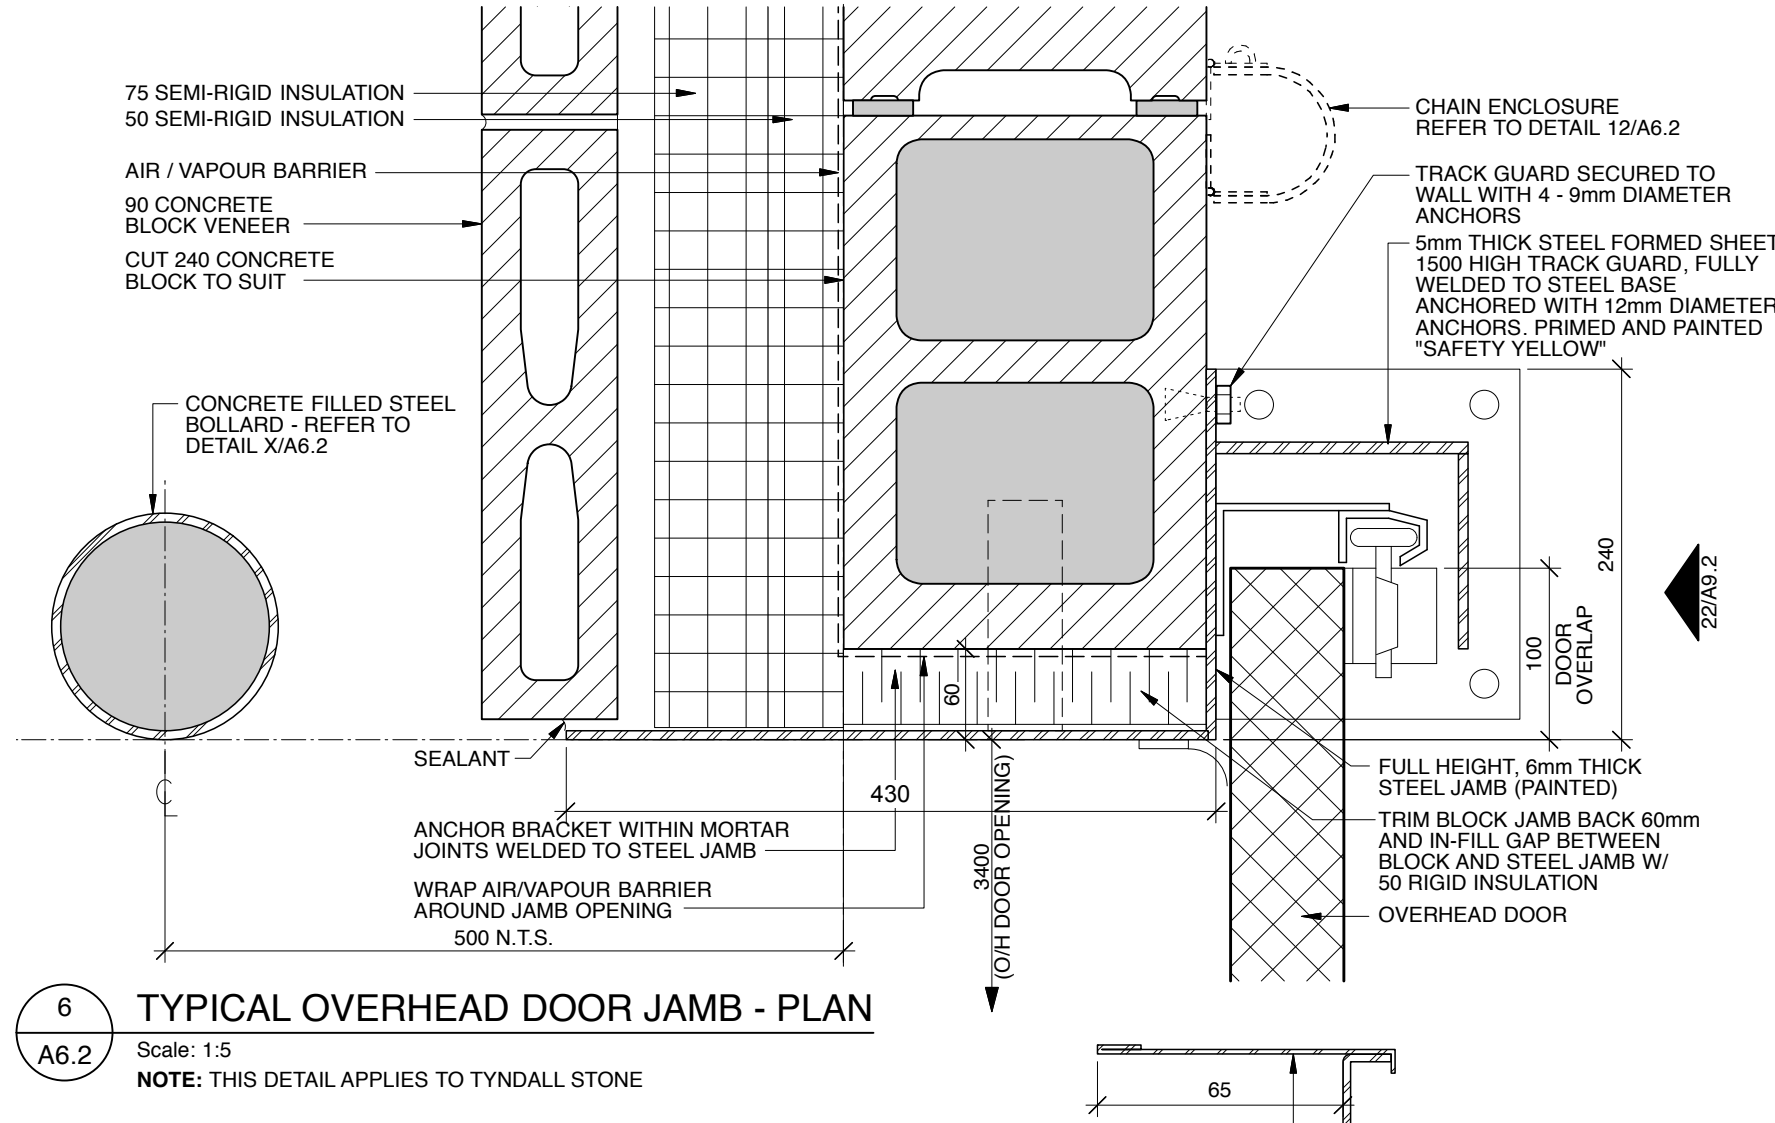 75 SEMI-RIGID INSULATION
50 SEMI-RIGID INSULATION
AIR / VAPOUR BARRIER
90 CONCRETE
BLOCK VENEER
CUT 240 CONCRETE
BLOCK TO SUIT
CONCRETE FILLED STEEL
BOLLARD - REFER TO
DETAIL X/A6.2
CHAIN ENCLOSURE
REFER TO DETAIL 12/A6.2
TRACK GUARD SECURED TO
WALL WITH 4 - 9mm DIAMETER
ANCHORS
5mm THICK STEEL FORMED SHEET
1500 HIGH TRACK GUARD, FULLY
WELDED TO STEEL BASE
ANCHORED WITH 12mm DIAMETER
ANCHORS. PRIMED AND PAINTED
"SAFETY YELLOW"
240
100
DOOR
OVERLAP
22/A9.2
60
SEALANT
430
ANCHOR BRACKET WITHIN MORTAR
JOINTS WELDED TO STEEL JAMB
WRAP AIR/VAPOUR BARRIER
AROUND JAMB OPENING
500 N.T.S.
3400
(O/H DOOR OPENING)
FULL HEIGHT, 6mm THICK
STEEL JAMB (PAINTED)
TRIM BLOCK JAMB BACK 60mm
AND IN-FILL GAP BETWEEN
BLOCK AND STEEL JAMB W/
50 RIGID INSULATION
OVERHEAD DOOR
CL
6
A6.2
TYPICAL OVERHEAD DOOR JAMB - PLAN
Scale: 1:5
NOTE: THIS DETAIL APPLIES TO TYNDALL STONE
65